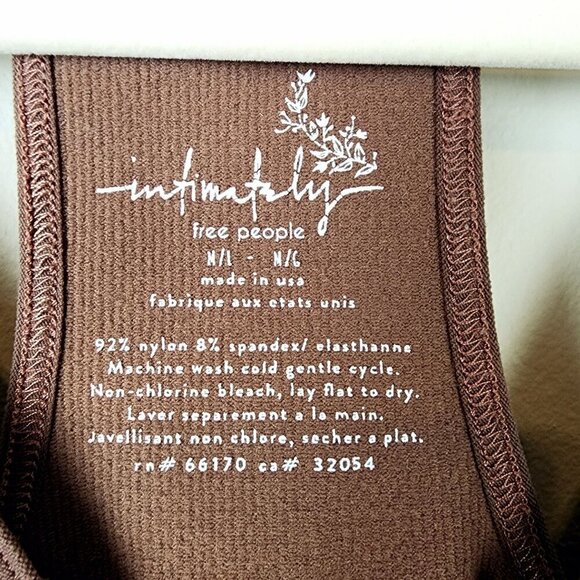 intimately
free people
M/L - M/G
made in usa
fabrique aux etats unis
92% nylon 8% spandex/ elasthanne
Machine wash cold gentle cycle.
Non-chlorine bleach, lay flat to dry.
Laver separement a la main.
Javellisant non chlore, secher a plat.
rn# 66170 ca# 32054